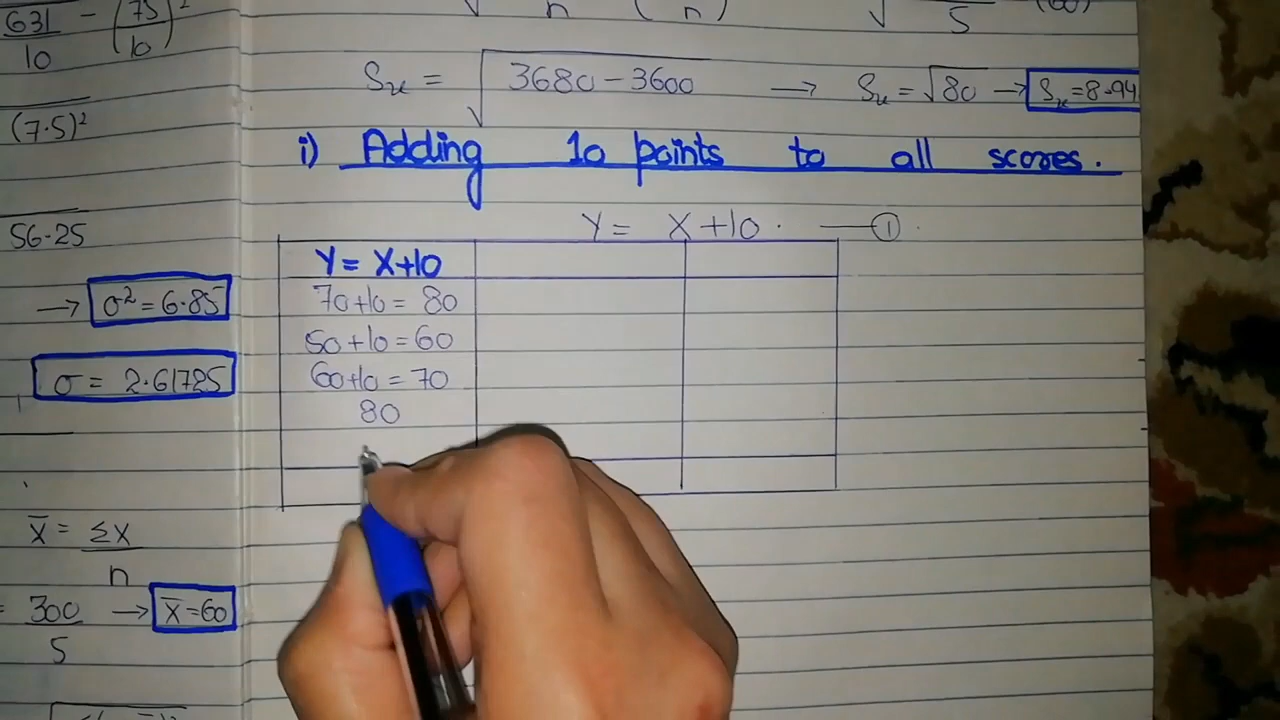 631/10 - (75/10)²
n ( n ) 5 (60)
Sx = √3680-3600 → Sx = √80 → Sx = 8.94
(7.5)²
i) Adding 10 points to all scores.
56.25
Y = X+10. —①.
Y = X+10
→ σ² = 6.85
70+10 = 80
50+10 = 60
σ = 2.61725
60+10 = 70
80
x̄ = Σx/n
= 300/5 → x̄ = 60